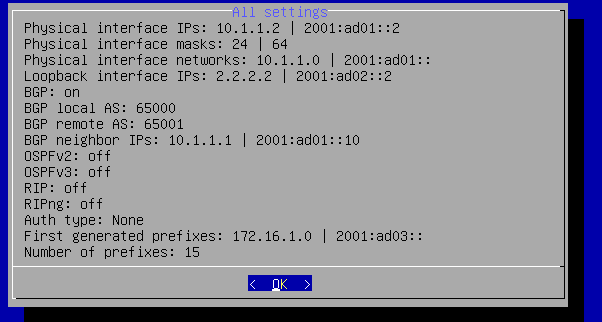 All settings
Physical interface IPs: 10.1.1.2 | 2001:ad01::2
Physical interface masks: 24 | 64
Physical interface networks: 10.1.1.0 | 2001:ad01::
Loopback interface IPs: 2.2.2.2 | 2001:ad02::2
BGP: on
BGP local AS: 65000
BGP remote AS: 65001
BGP neighbor IPs: 10.1.1.1 | 2001:ad01::10
OSPFv2: off
OSPFv3: off
RIP: off
RIPng: off
Auth type: None
First generated prefixes: 172.16.1.0 | 2001:ad03::
Number of prefixes: 15
< OK >